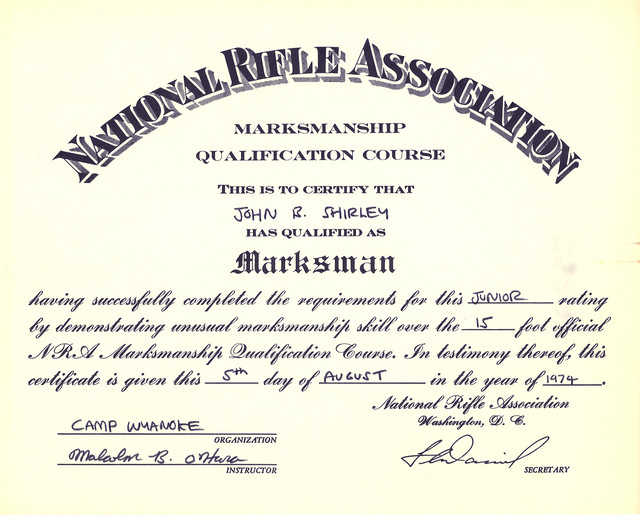 NATIONAL RIFLE ASSOCIATION
MARKSMANSHIP
QUALIFICATION COURSE
THIS IS TO CERTIFY THAT
JOHN B. SHIRLEY
HAS QUALIFIED AS
Marksman
having successfully completed the requirements for this JUNIOR rating
by demonstrating unusual marksmanship skill over the 15 foot official
NRA Marksmanship Qualification Course. In testimony thereof, this
certificate is given this 5th day of AUGUST in the year of 1974.
National Rifle Association
Washington, D. C.
CAMP WYANOKE
ORGANIZATION
Malcolm B.
INSTRUCTOR
SECRETARY